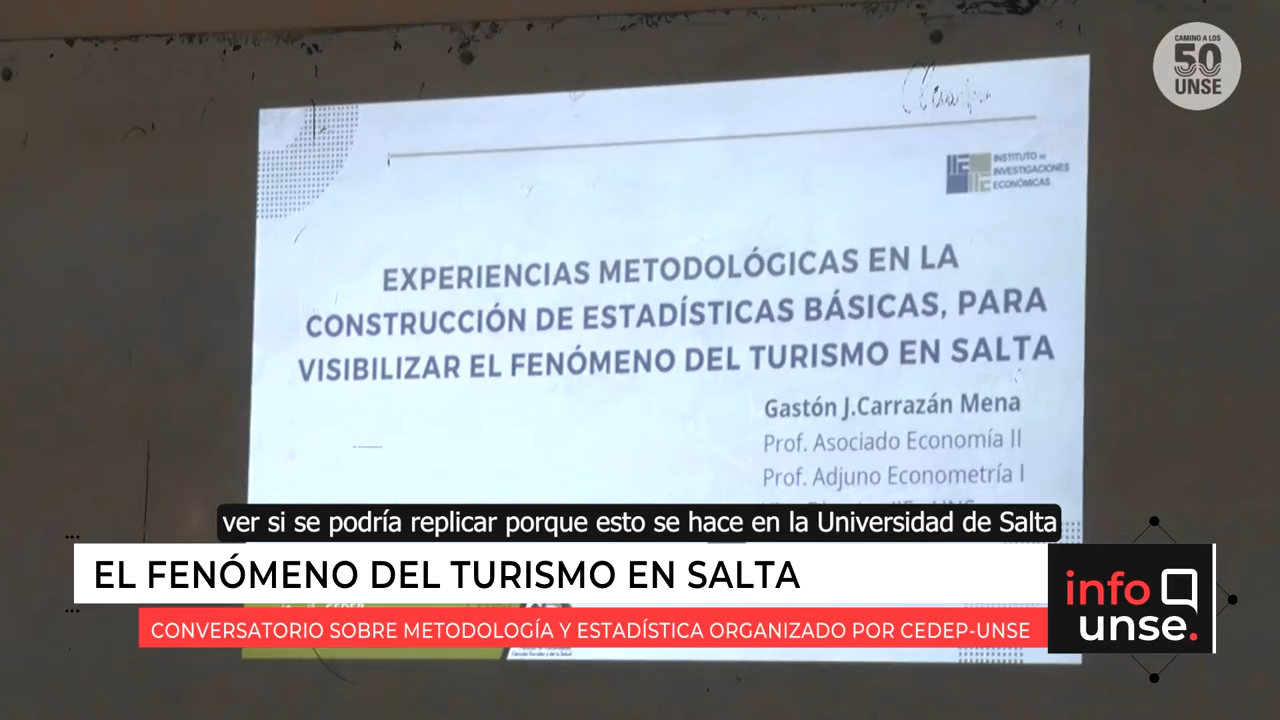 CAMINO A LOS
50
UNSE
INSTITUTO DE
INVESTIGACIONES
ECONÓMICAS
EXPERIENCIAS METODOLÓGICAS EN LA
CONSTRUCCIÓN DE ESTADÍSTICAS BÁSICAS, PARA
VISIBILIZAR EL FENÓMENO DEL TURISMO EN SALTA
Gastón J.Carrazán Mena
Prof. Asociado Economía II
Prof. Adjuno Econometría I
ver si se podría replicar porque esto se hace en la Universidad de Salta
EL FENÓMENO DEL TURISMO EN SALTA
CONVERSATORIO SOBRE METODOLOGÍA Y ESTADÍSTICA ORGANIZADO POR CEDEP-UNSE
info
unse.